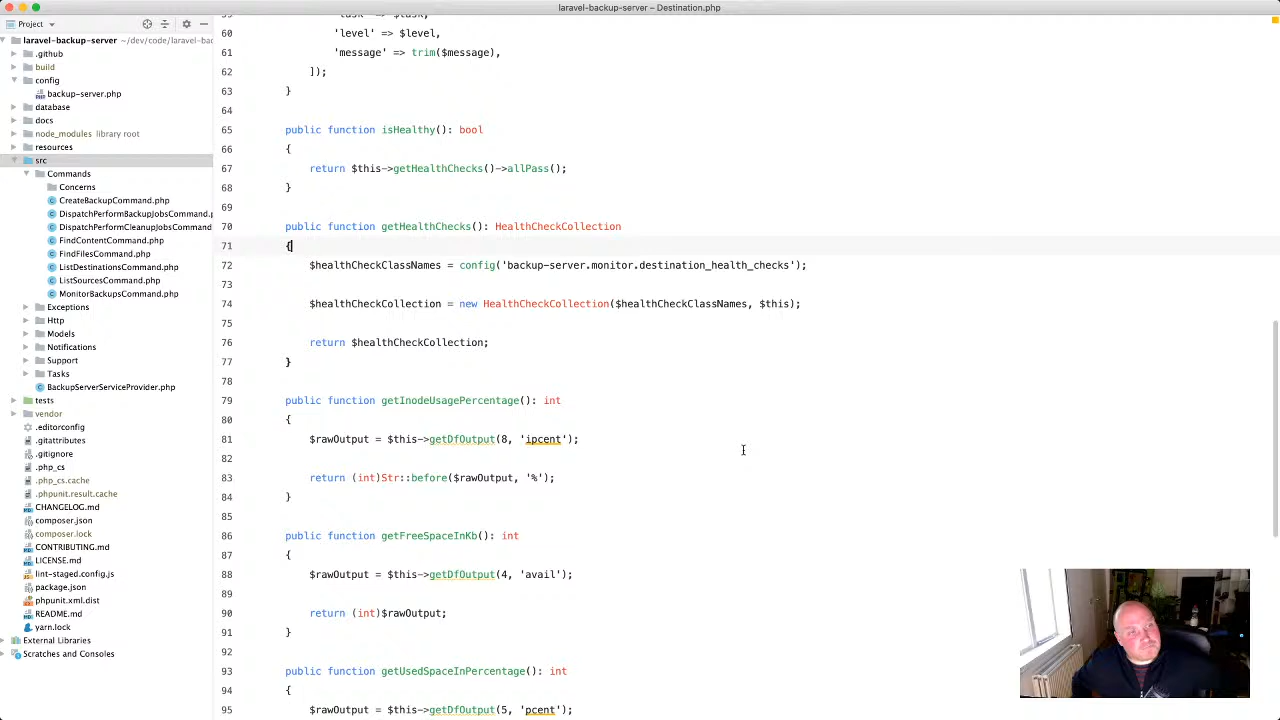 laravel-backup-server – Destination.php
Project
laravel-backup-server ~/dev/code/laravel-bac
.github
build
config
backup-server.php
database
docs
node_modules library root
resources
src
Commands
Concerns
CreateBackupCommand.php
DispatchPerformBackupJobsCommand.p
DispatchPerformCleanupJobsCommand
FindContentCommand.php
FindFilesCommand.php
ListDestinationsCommand.php
ListSourcesCommand.php
MonitorBackupsCommand.php
Exceptions
Http
Models
Notifications
Support
Tasks
BackupServerServiceProvider.php
tests
vendor
.editorconfig
.gitattributes
.gitignore
.php_cs
.php_cs.cache
.phpunit.result.cache
CHANGELOG.md
composer.json
composer.lock
CONTRIBUTING.md
LICENSE.md
lint-staged.config.js
package.json
phpunit.xml.dist
README.md
yarn.lock
External Libraries
Scratches and Consoles
59 'task' => $task,
60 'level' => $level,
61 'message' => trim($message),
62 ]);
63 }
64
65 public function isHealthy(): bool
66 {
67 return $this->getHealthChecks()->allPass();
68 }
69
70 public function getHealthChecks(): HealthCheckCollection
71 {
72 $healthCheckClassNames = config('backup-server.monitor.destination_health_checks');
73
74 $healthCheckCollection = new HealthCheckCollection($healthCheckClassNames, $this);
75
76 return $healthCheckCollection;
77 }
78
79 public function getInodeUsagePercentage(): int
80 {
81 $rawOutput = $this->getDfOutput(8, 'ipcent');
82
83 return (int)Str::before($rawOutput, '%');
84 }
85
86 public function getFreeSpaceInKb(): int
87 {
88 $rawOutput = $this->getDfOutput(4, 'avail');
89
90 return (int)$rawOutput;
91 }
92
93 public function getUsedSpaceInPercentage(): int
94 {
95 $rawOutput = $this->getDfOutput(5, 'pcent');